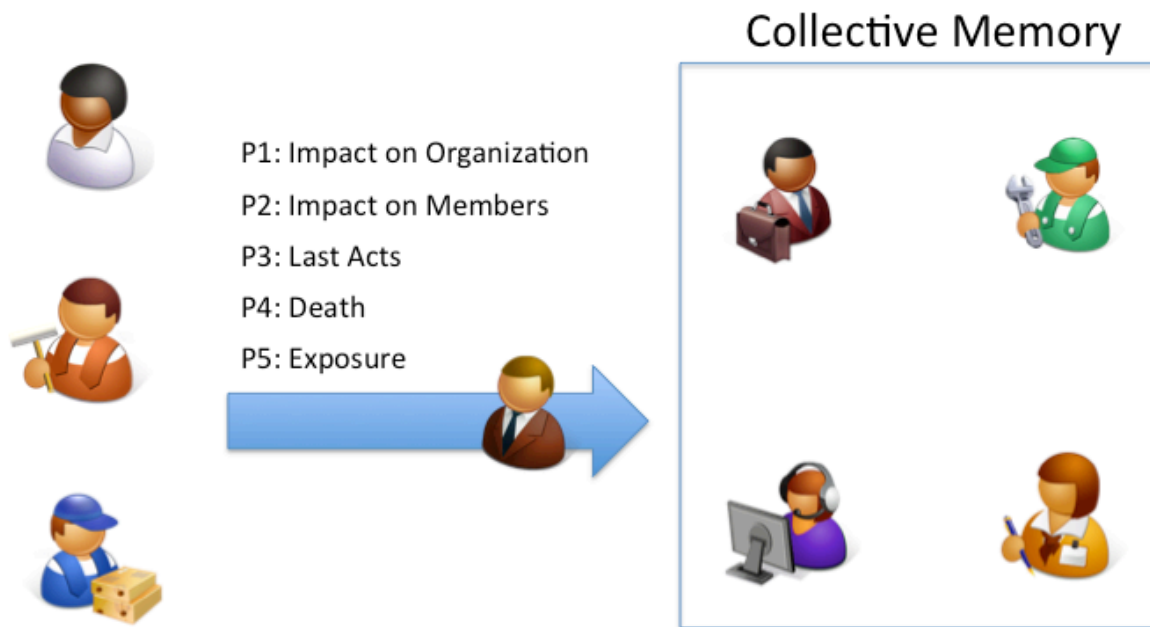 Collective Memory
P1: Impact on Organization
P2: Impact on Members
P3: Last Acts
P4: Death
P5: Exposure